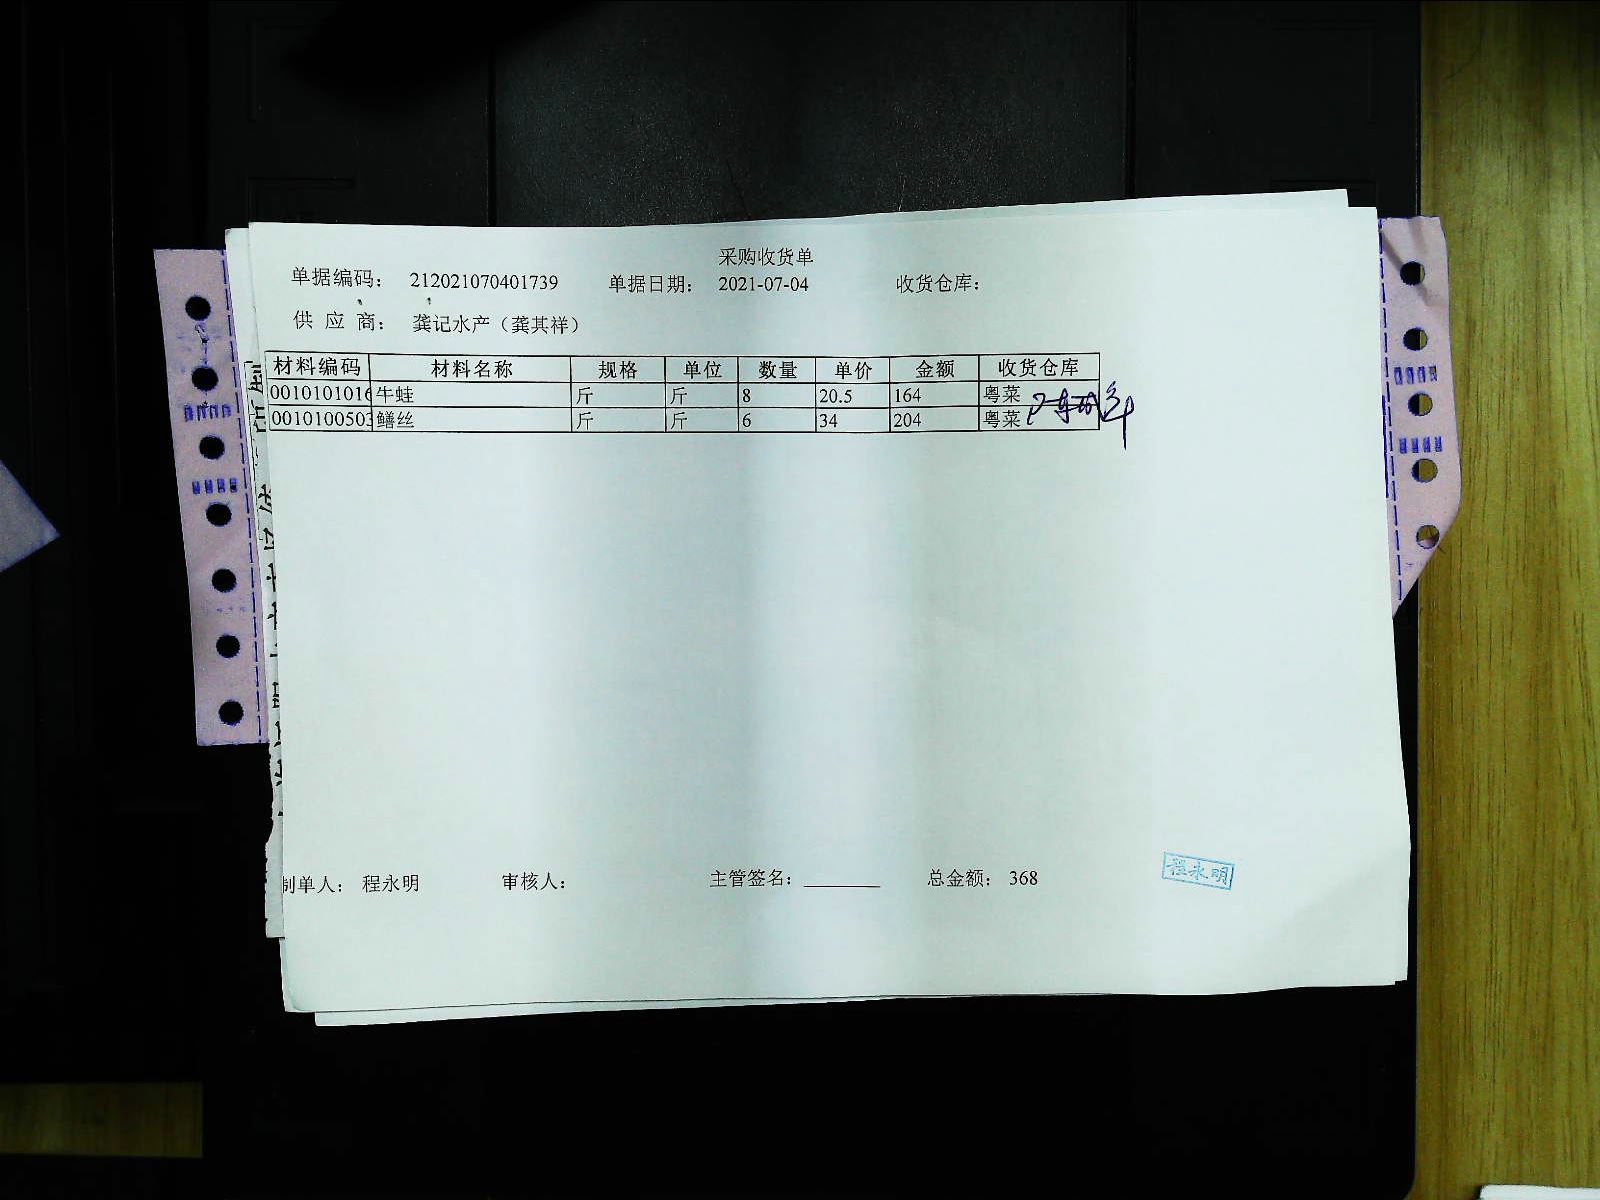 采购收货单
单据编码： 212021070401739 单据日期： 2021-07-04 收货仓库：
供 应 商： 龚记水产（龚其祥）
材料编码 材料名称 规格 单位 数量 单价 金额 收货仓库
0010101016 牛蛙 斤 斤 8 20.5 164 粤菜
0010100503 鳝丝 斤 斤 6 34 204 粤菜
制单人： 程永明 审核人： 主管签名： 总金额： 368
程永明